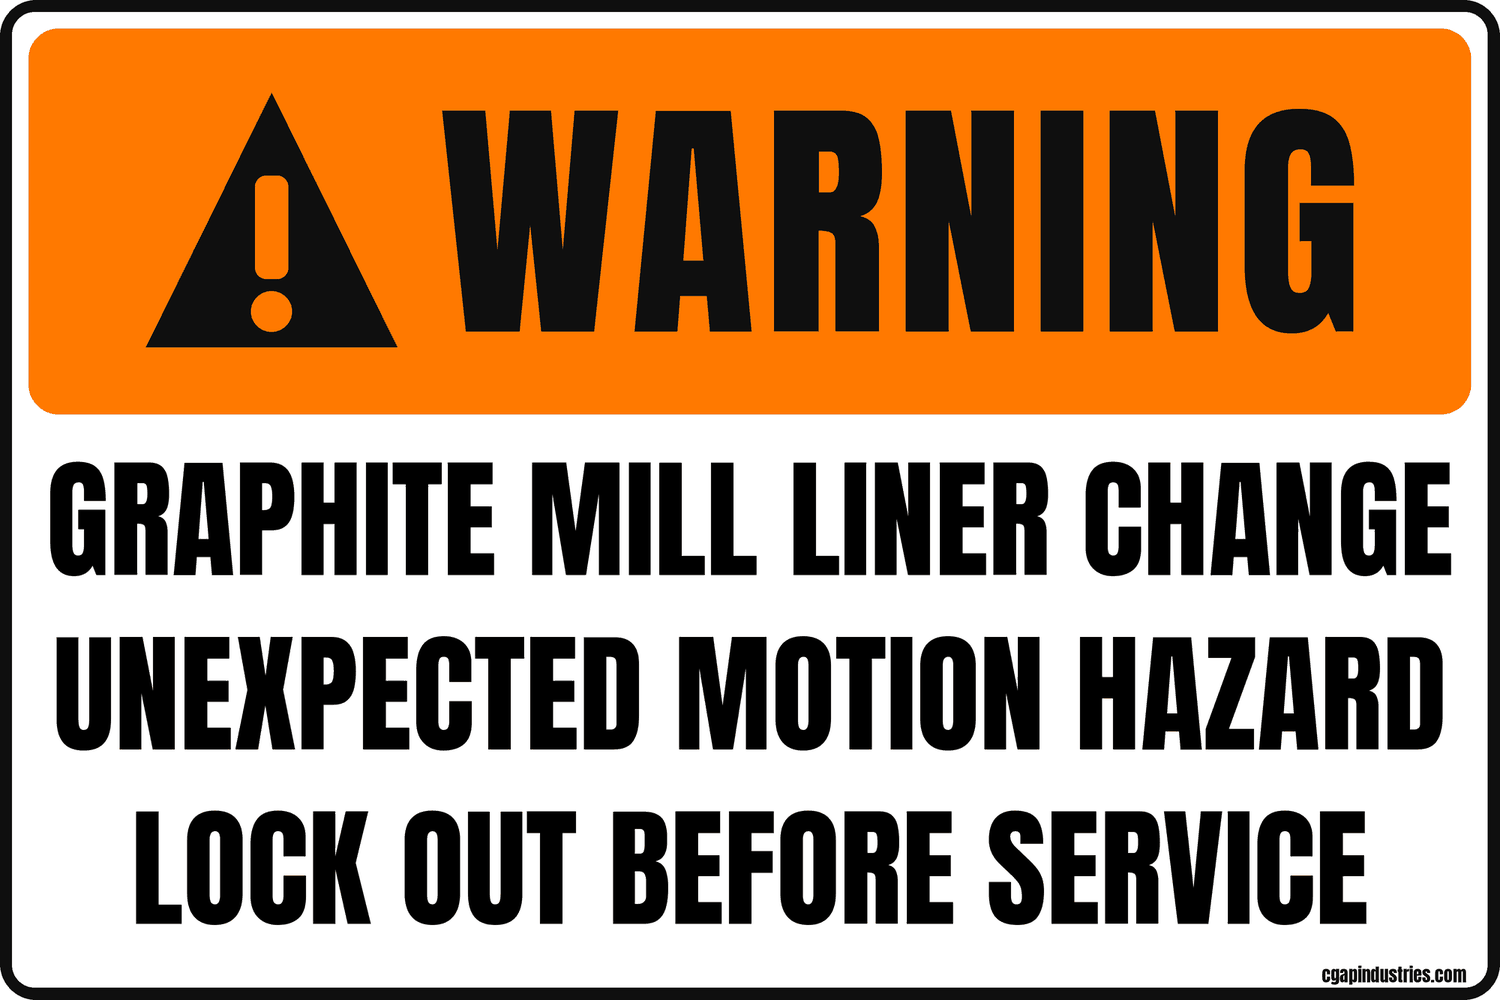 WARNING
GRAPHITE MILL LINER CHANGE
UNEXPECTED MOTION HAZARD
LOCK OUT BEFORE SERVICE
cgapindustries.com